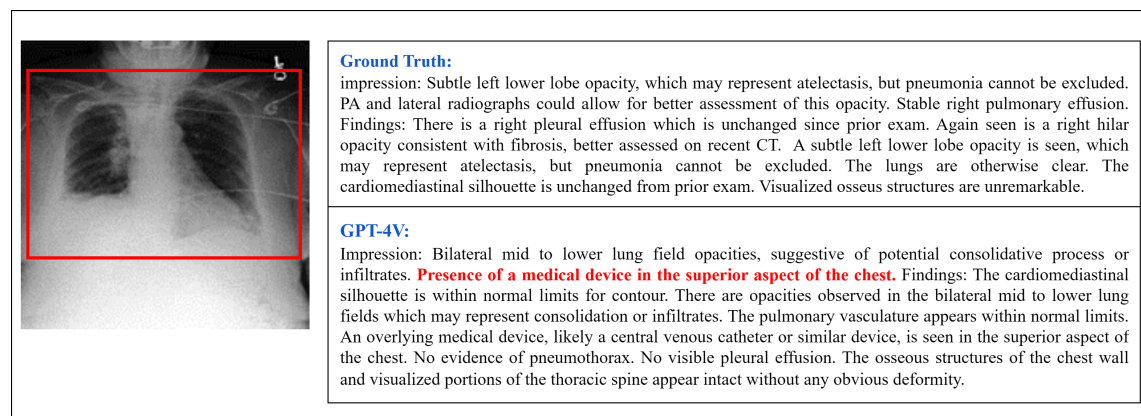 Ground Truth:
impression: Subtle left lower lobe opacity, which may represent atelectasis, but pneumonia cannot be excluded.
PA and lateral radiographs could allow for better assessment of this opacity. Stable right pulmonary effusion.
Findings: There is a right pleural effusion which is unchanged since prior exam. Again seen is a right hilar
opacity consistent with fibrosis, better assessed on recent CT. A subtle left lower lobe opacity is seen, which
may represent atelectasis, but pneumonia cannot be excluded. The lungs are otherwise clear. The
cardiomediastinal silhouette is unchanged from prior exam. Visualized osseus structures are unremarkable.
GPT-4V:
Impression: Bilateral mid to lower lung field opacities, suggestive of potential consolidative process or
infiltrates. Presence of a medical device in the superior aspect of the chest. Findings: The cardiomediastinal
silhouette is within normal limits for contour. There are opacities observed in the bilateral mid to lower lung
fields which may represent consolidation or infiltrates. The pulmonary vasculature appears within normal limits.
An overlying medical device, likely a central venous catheter or similar device, is seen in the superior aspect of
the chest. No evidence of pneumothorax. No visible pleural effusion. The osseous structures of the chest wall
and visualized portions of the thoracic spine appear intact without any obvious deformity.